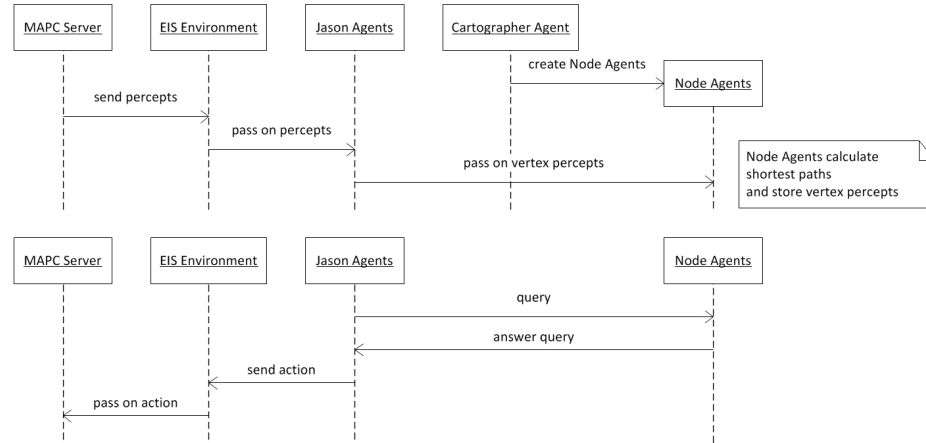 MAPC Server
EIS Environment
Jason Agents
Cartographer Agent
create Node Agents
Node Agents
send percepts
pass on percepts
pass on vertex percepts
Node Agents calculate
shortest paths
and store vertex percepts
MAPC Server
EIS Environment
Jason Agents
Node Agents
query
answer query
send action
pass on action